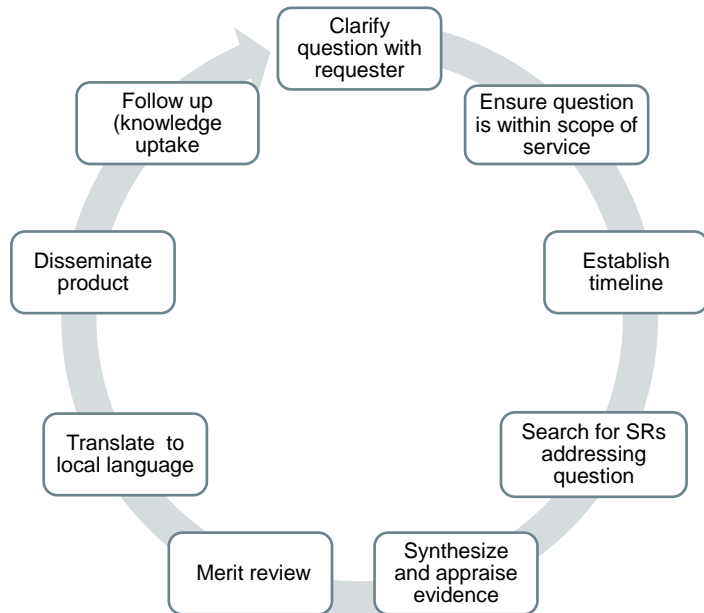 Clarify
question with
requester
Ensure question
is within scope of
service
Establish
timeline
Search for SRs
addressing
question
Synthesize
and appraise
evidence
Merit review
Translate  to
local language
Disseminate
product
Follow up
(knowledge
uptake